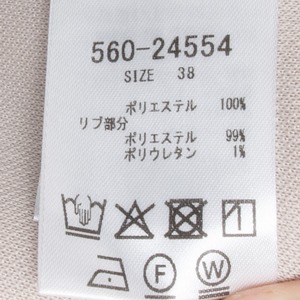 560-24554
SIZE 38
ポリエステル 100%
リブ部分
ポリエステル 99%
ポリウレタン 1%
F W